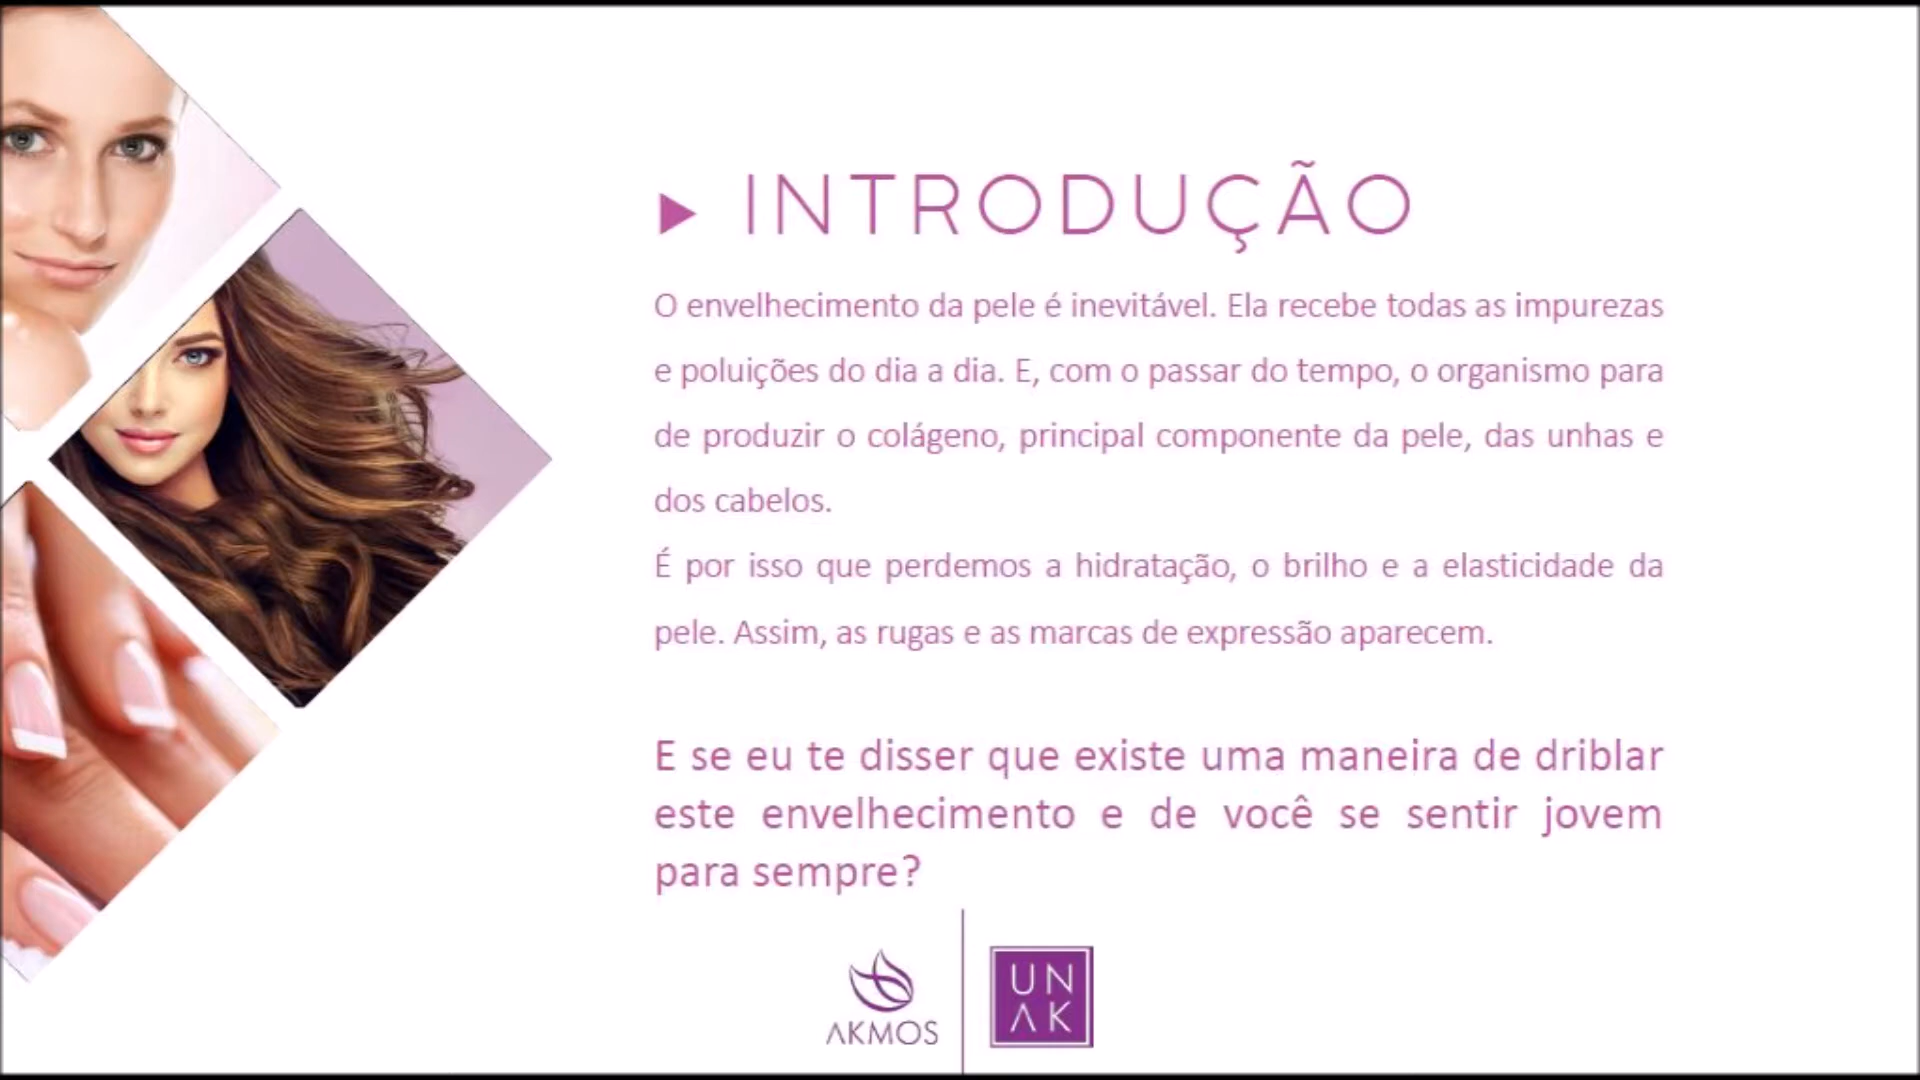 INTRODUÇÃO
O envelhecimento da pele é inevitável. Ela recebe todas as impurezas
e poluições do dia a dia. E, com o passar do tempo, o organismo para
de produzir o colágeno, principal componente da pele, das unhas e
dos cabelos.
É por isso que perdemos a hidratação, o brilho e a elasticidade da
pele. Assim, as rugas e as marcas de expressão aparecem.
E se eu te disser que existe uma maneira de driblar
este envelhecimento e de você se sentir jovem
para sempre?
AKMOS
UN
AK